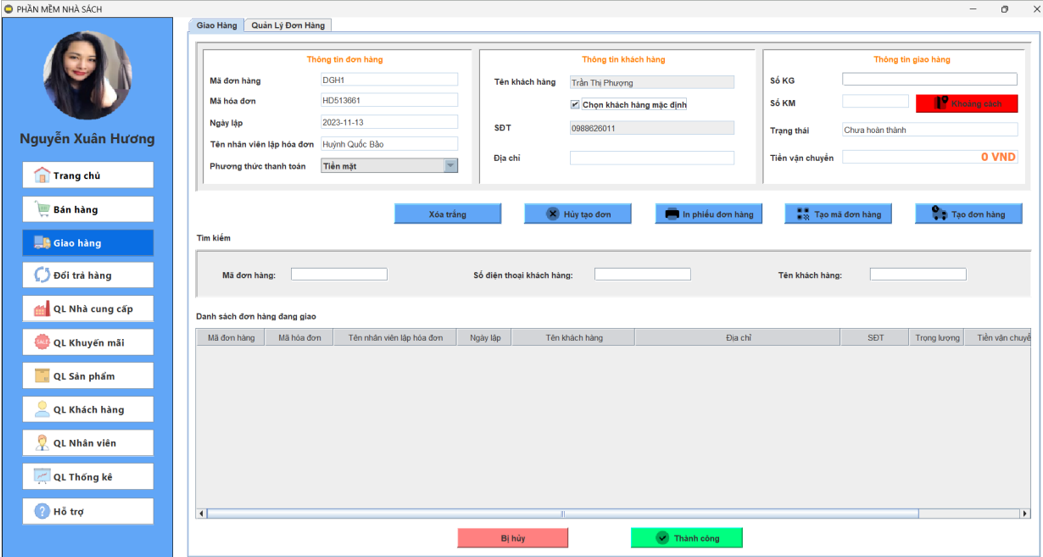 PHẦN MỀM NHÀ SÁCH
Giao Hàng Quản Lý Đơn Hàng
Nguyễn Xuân Hương
Trang chủ
Bán hàng
Giao hàng
Đổi trả hàng
QL Nhà cung cấp
QL Khuyến mãi
SALE
QL Sản phẩm
QL Khách hàng
QL Nhân viên
QL Thống kê
Hỗ trợ
Thông tin đơn hàng
Mã đơn hàng DGH1
Mã hóa đơn HD513661
Ngày lập 2023-11-13
Tên nhân viên lập hóa đơn Huỳnh Quốc Bảo
Phương thức thanh toán Tiền mặt
Thông tin khách hàng
Tên khách hàng Trần Thị Phượng
Chọn khách hàng mặc định
SĐT 0988626011
Địa chỉ
Thông tin giao hàng
Số KG
Số KM Khoảng cách
Trạng thái Chưa hoàn thành
Tiền vận chuyển 0 VND
Xóa trắng Hủy tạo đơn In phiếu đơn hàng Tạo mã đơn hàng Tạo đơn hàng
Tìm kiếm
Mã đơn hàng: Số điện thoại khách hàng: Tên khách hàng:
Danh sách đơn hàng đang giao
Mã đơn hàng Mã hóa đơn Tên nhân viên lập hóa đơn Ngày lập Tên khách hàng Địa chỉ SĐT Trọng lượng Tiền vân chuyể
Bị hủy Thành công